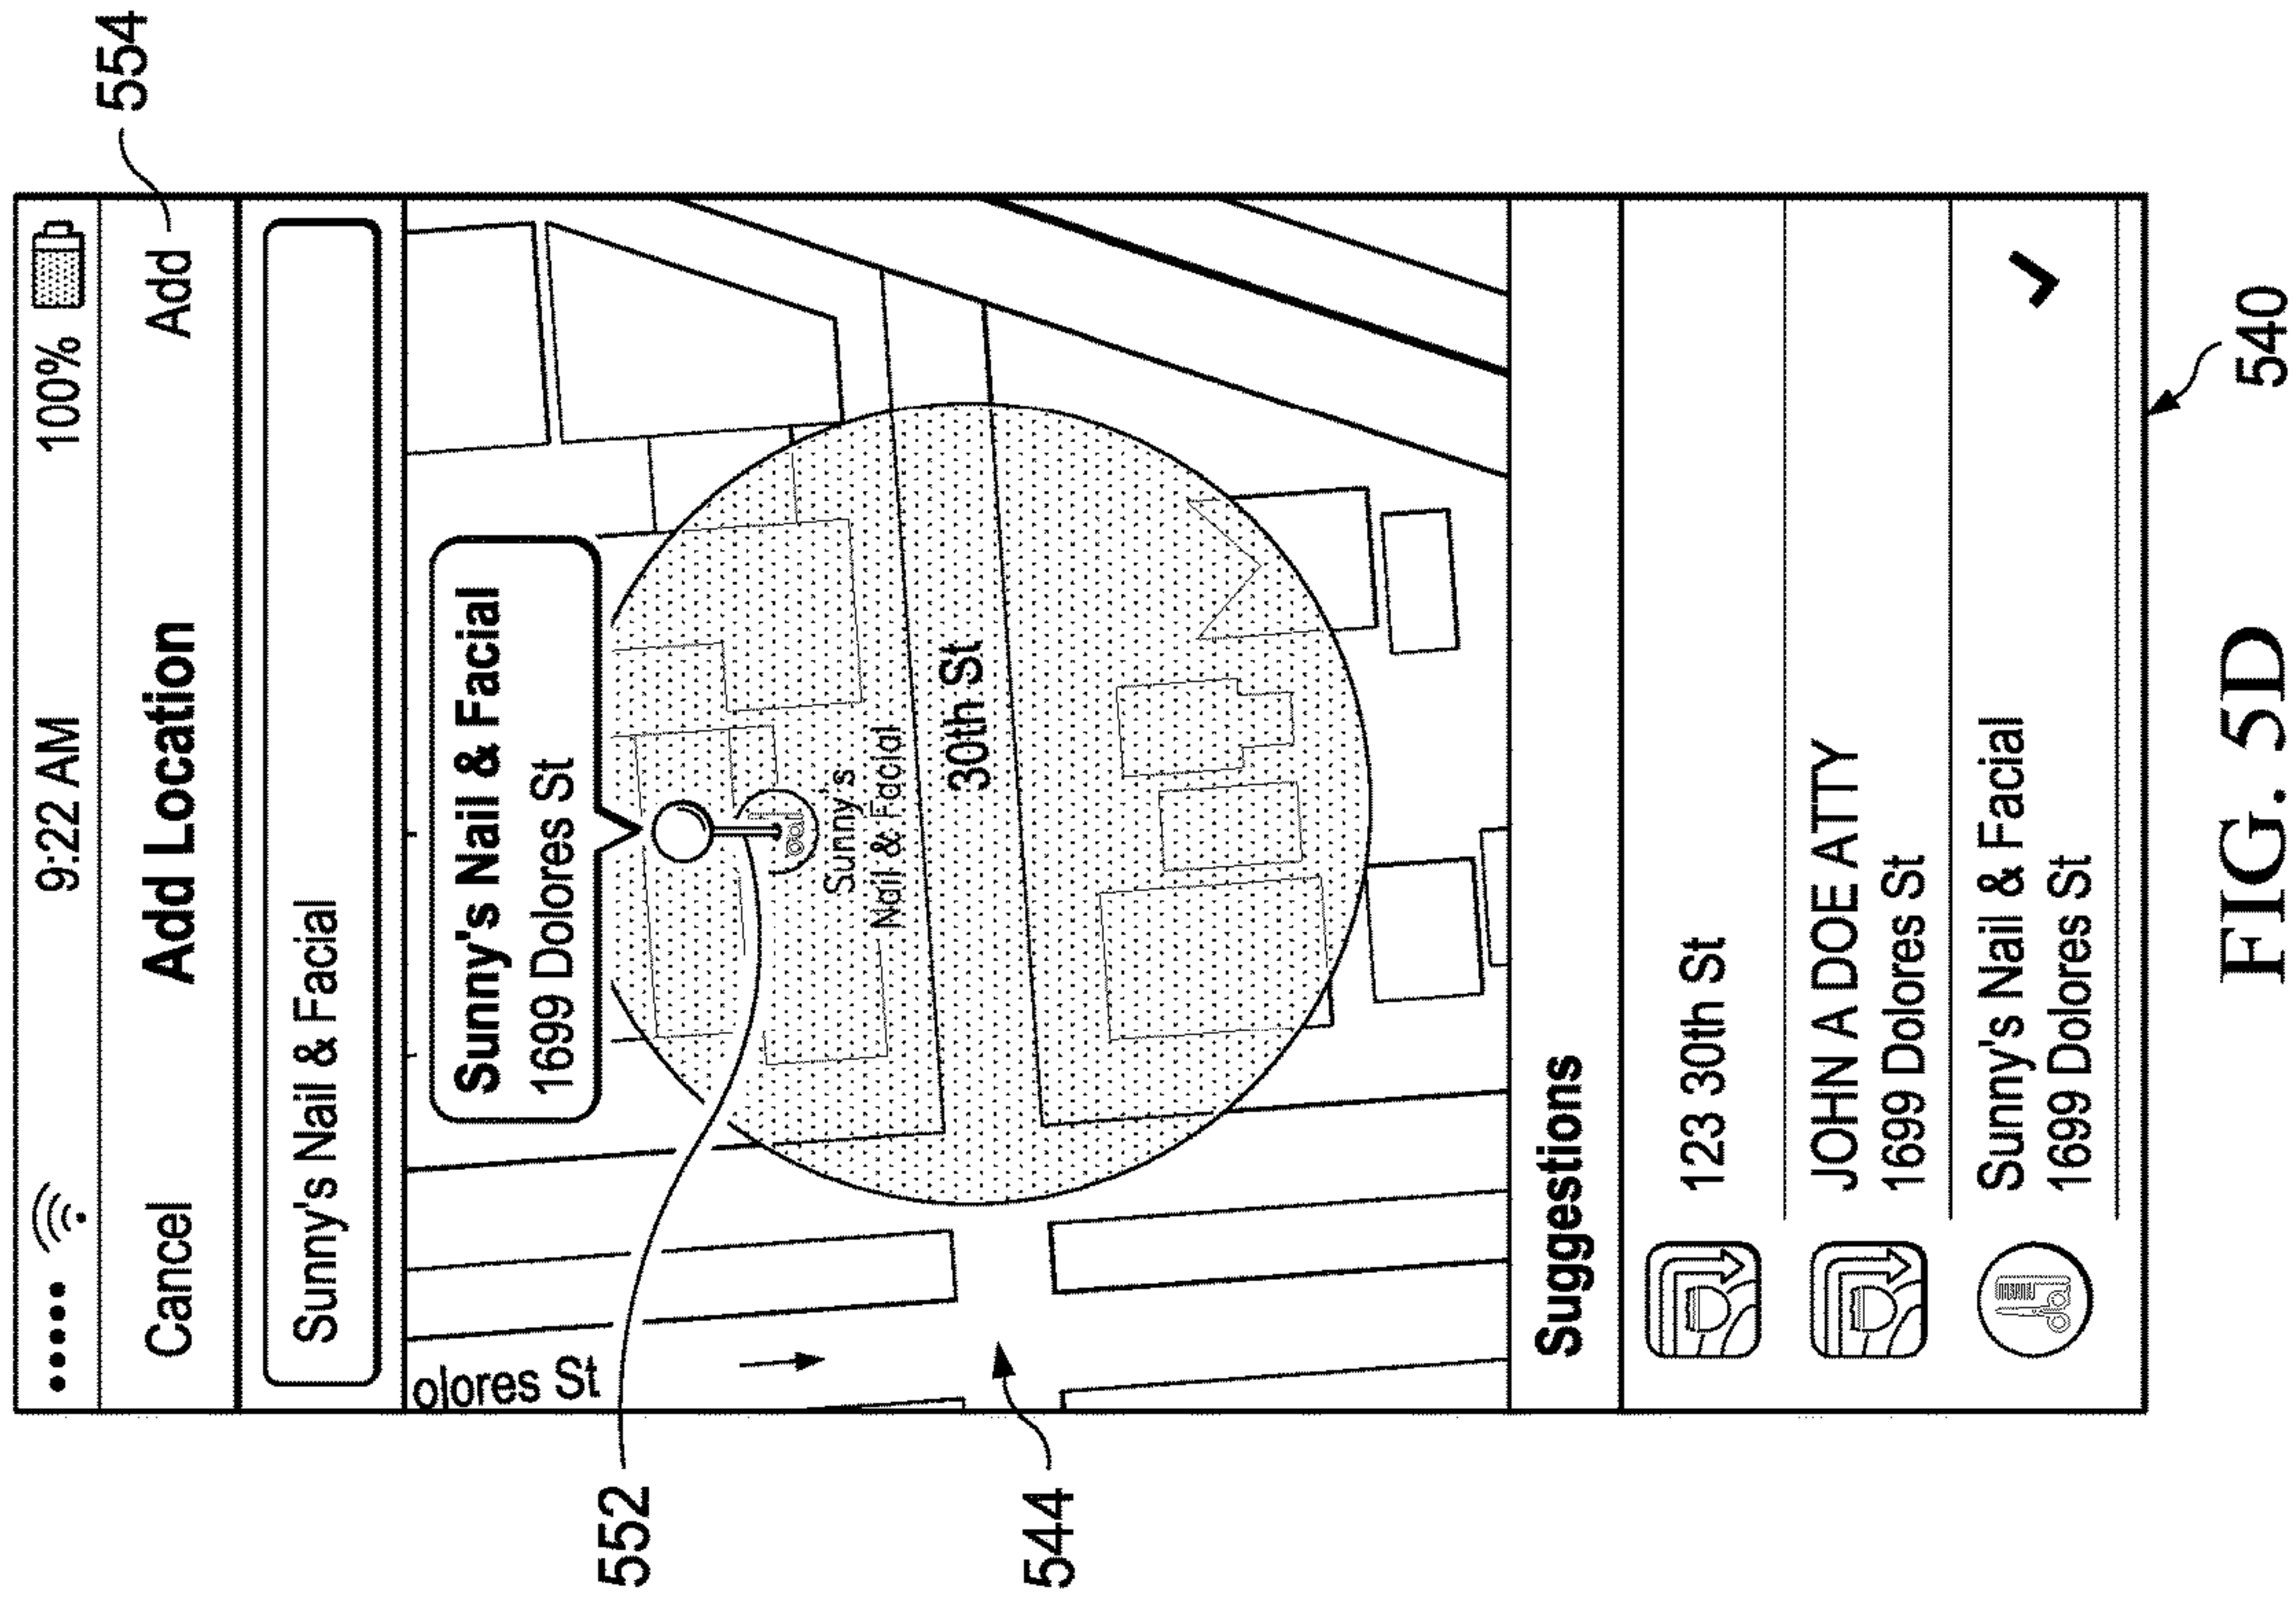 9:22 AM
100%
Cancel
Add Location
Add
554
Sunny's Nail & Facial
Sunny's Nail & Facial
1699 Dolores St
Sunny's
Nail & Facial
30th St
olores St
552
544
Suggestions
123 30th St
JOHN A DOE ATTY
1699 Dolores St
Sunny's Nail & Facial
1699 Dolores St
540
FIG. 5D